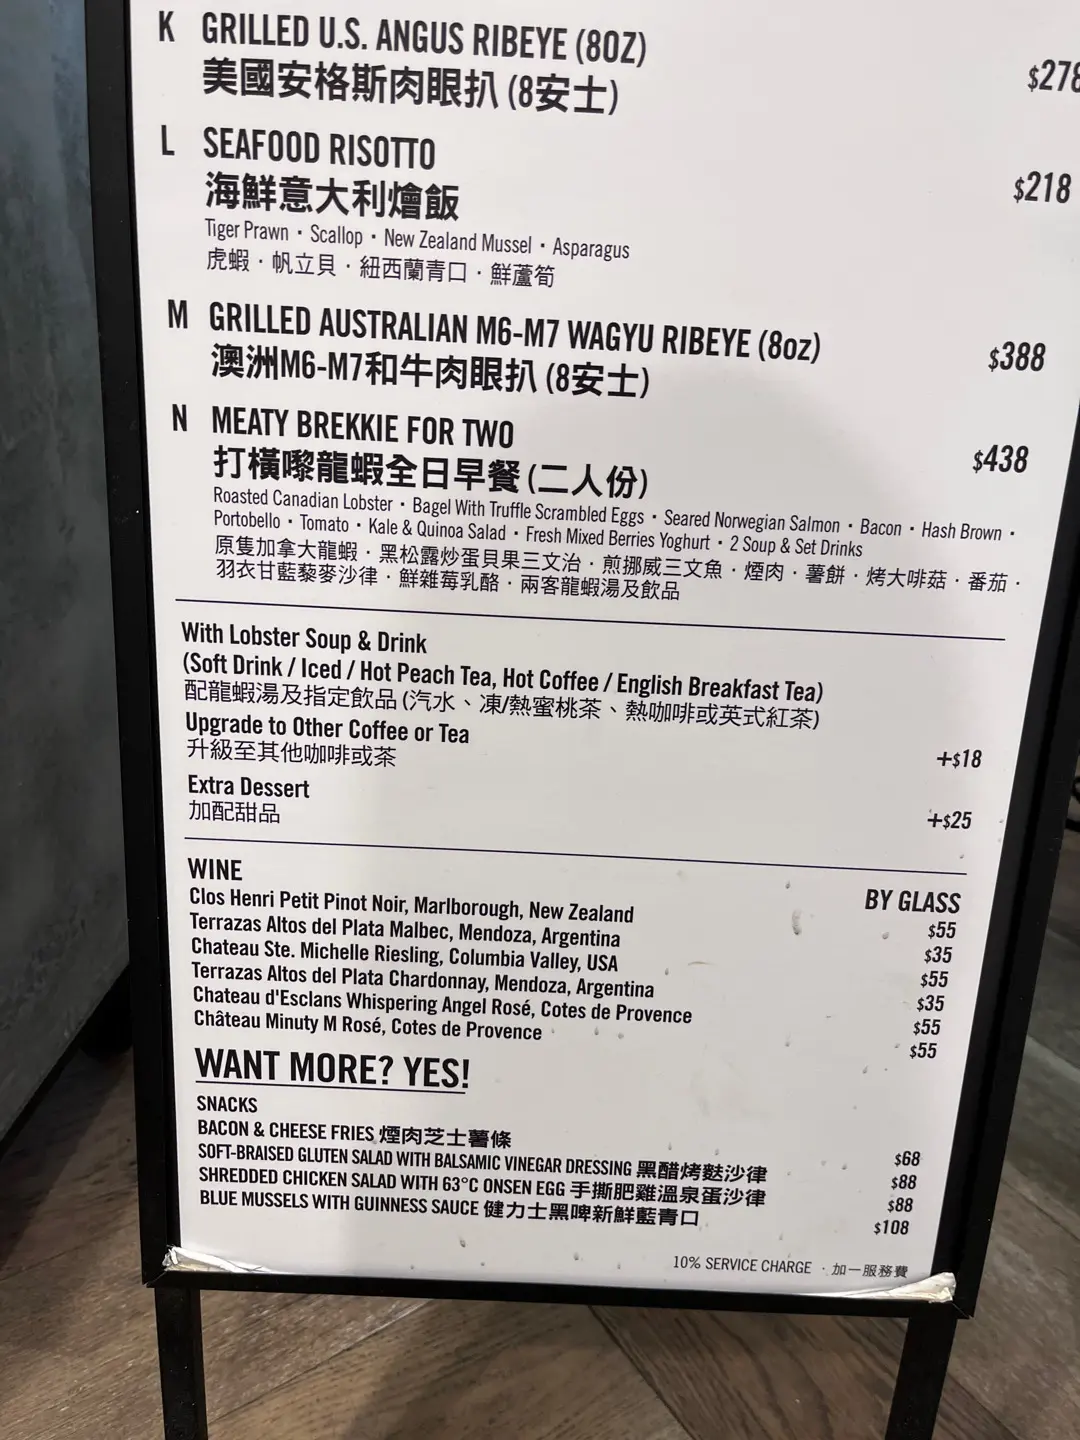 K GRILLED U.S. ANGUS RIBEYE (8OZ)
美國安格斯肉眼扒 (8安士)
$278
L SEAFOOD RISOTTO
海鮮意大利燴飯
$218
Tiger Prawn · Scallop · New Zealand Mussel · Asparagus
虎蝦 · 帆立貝 · 紐西蘭青口 · 鮮蘆筍
M GRILLED AUSTRALIAN M6-M7 WAGYU RIBEYE (8oz)
澳洲M6-M7和牛肉眼扒 (8安士)
$388
N MEATY BREKKIE FOR TWO
打橫嚟龍蝦全日早餐 (二人份)
$438
Roasted Canadian Lobster · Bagel With Truffle Scrambled Eggs · Seared Norwegian Salmon · Bacon · Hash Brown ·
Portobello · Tomato · Kale & Quinoa Salad · Fresh Mixed Berries Yoghurt · 2 Soup & Set Drinks
原隻加拿大龍蝦 · 黑松露炒蛋貝果三文治 · 煎挪威三文魚 · 煙肉 · 薯餅 · 烤大啡菇 · 番茄 ·
羽衣甘藍藜麥沙律 · 鮮雜莓乳酪 · 兩客龍蝦湯及飲品
With Lobster Soup & Drink
(Soft Drink / Iced / Hot Peach Tea, Hot Coffee / English Breakfast Tea)
配龍蝦湯及指定飲品 (汽水、凍/熱蜜桃茶、熱咖啡或英式紅茶)
Upgrade to Other Coffee or Tea
升級至其他咖啡或茶
+$18
Extra Dessert
加配甜品
+$25
WINE BY GLASS
Clos Henri Petit Pinot Noir, Marlborough, New Zealand $55
Terrazas Altos del Plata Malbec, Mendoza, Argentina $35
Chateau Ste. Michelle Riesling, Columbia Valley, USA $55
Terrazas Altos del Plata Chardonnay, Mendoza, Argentina $35
Chateau d'Esclans Whispering Angel Rosé, Cotes de Provence $55
Château Minuty M Rosé, Cotes de Provence $55
WANT MORE? YES!
SNACKS
BACON & CHEESE FRIES 煙肉芝士薯條 $68
SOFT-BRAISED GLUTEN SALAD WITH BALSAMIC VINEGAR DRESSING 黑醋烤麩沙律 $88
SHREDDED CHICKEN SALAD WITH 63°C ONSEN EGG 手撕肥雞溫泉蛋沙律 $88
BLUE MUSSELS WITH GUINNESS SAUCE 健力士黑啤新鮮藍青口 $108
10% SERVICE CHARGE · 加一服務費